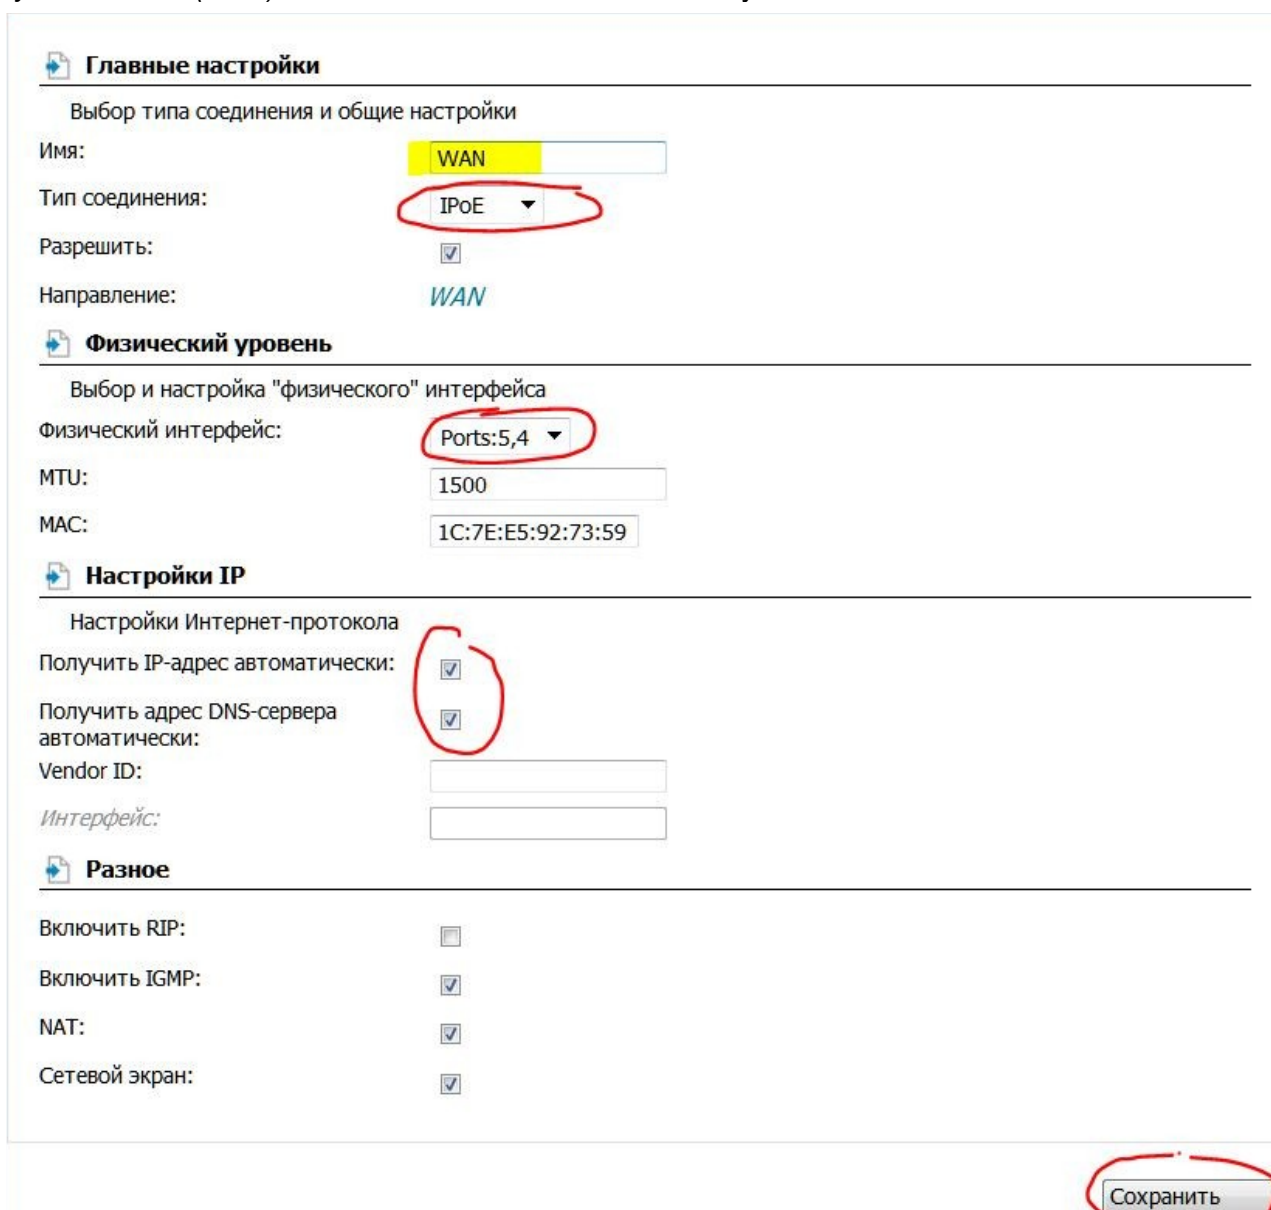 Главные настройки
Выбор типа соединения и общие настройки
Имя: WAN
Тип соединения: IPoE
Разрешить:
Направление: WAN
Физический уровень
Выбор и настройка "физического" интерфейса
Физический интерфейс: Ports:5,4
MTU: 1500
MAC: 1C:7E:E5:92:73:59
Настройки IP
Настройки Интернет-протокола
Получить IP-адрес автоматически:
Получить адрес DNS-сервера
автоматически:
Vendor ID:
Интерфейс:
Разное
Включить RIP:
Включить IGMP:
NAT:
Сетевой экран:
Сохранить